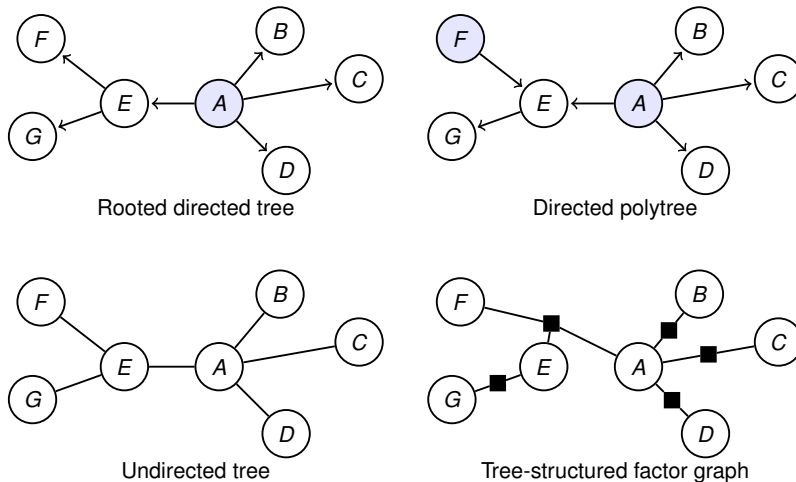 F B F B
C C
E A E A
G G
D D
Rooted directed tree Directed polytree
F B F B
C C
E A E A
G G
D D
Undirected tree Tree-structured factor graph